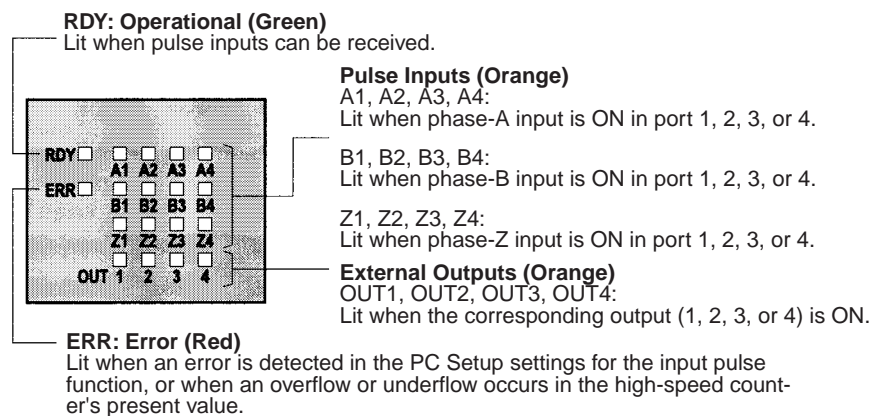 RDY: Operational (Green)
Lit when pulse inputs can be received.
Pulse Inputs (Orange)
A1, A2, A3, A4:
Lit when phase-A input is ON in port 1, 2, 3, or 4.
B1, B2, B3, B4:
Lit when phase-B input is ON in port 1, 2, 3, or 4.
Z1, Z2, Z3, Z4:
Lit when phase-Z input is ON in port 1, 2, 3, or 4.
External Outputs (Orange)
OUT1, OUT2, OUT3, OUT4:
Lit when the corresponding output (1, 2, 3, or 4) is ON.
RDY
A1 A2 A3 A4
ERR
B1 B2 B3 B4
Z1 Z2 Z3 Z4
OUT 1 2 3 4
ERR: Error (Red)
Lit when an error is detected in the PC Setup settings for the input pulse
function, or when an overflow or underflow occurs in the high-speed count-
er's present value.